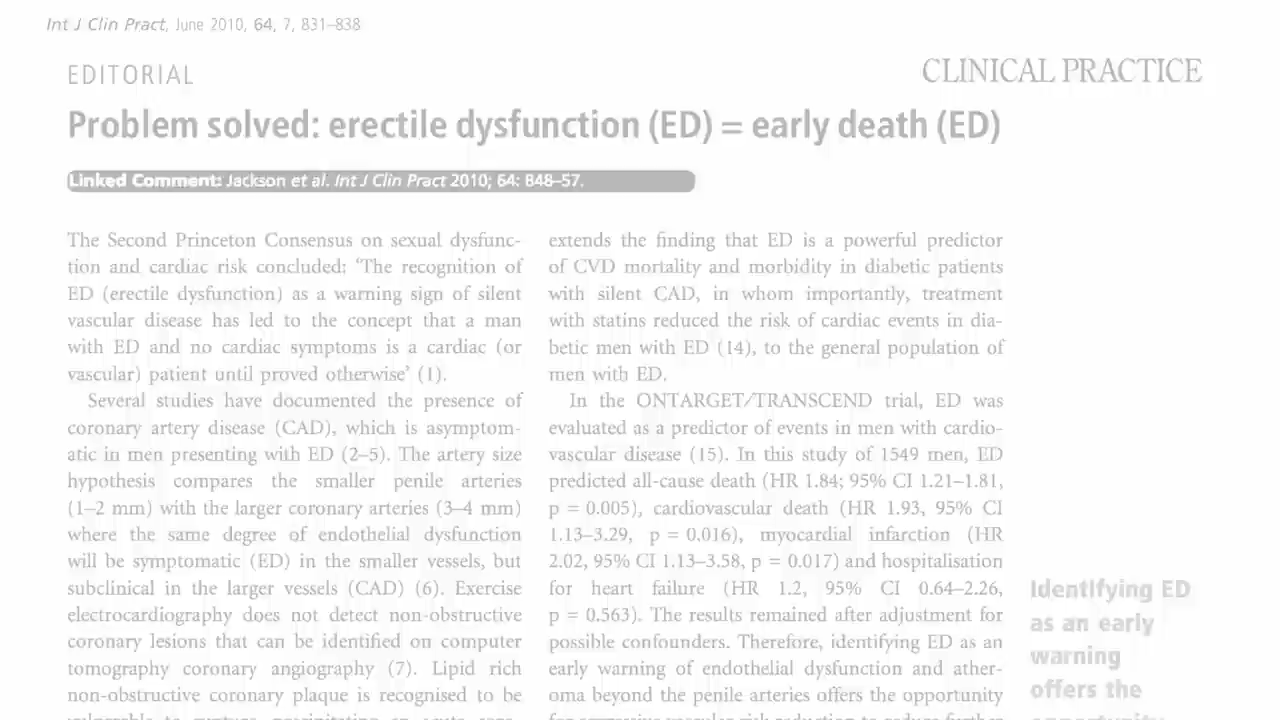 Int J Clin Pract, June 2010, 64, 7, 831–838
EDITORIAL
CLINICAL PRACTICE
Problem solved: erectile dysfunction (ED) = early death (ED)
Linked Comment: Jackson et al. Int J Clin Pract 2010; 64: 848–57.
The Second Princeton Consensus on sexual dysfunc-
tion and cardiac risk concluded: ‘The recognition of
ED (erectile dysfunction) as a warning sign of silent
vascular disease has led to the concept that a man
with ED and no cardiac symptoms is a cardiac (or
vascular) patient until proved otherwise’ (1).
Several studies have documented the presence of
coronary artery disease (CAD), which is asymptom-
atic in men presenting with ED (2–5). The artery size
hypothesis compares the smaller penile arteries
(1–2 mm) with the larger coronary arteries (3–4 mm)
where the same degree of endothelial dysfunction
will be symptomatic (ED) in the smaller vessels, but
subclinical in the larger vessels (CAD) (6). Exercise
electrocardiography does not detect non-obstructive
coronary lesions that can be identified on computer
tomography coronary angiography (7). Lipid rich
non-obstructive coronary plaque is recognised to be
extends the finding that ED is a powerful predictor
of CVD mortality and morbidity in diabetic patients
with silent CAD, in whom importantly, treatment
with statins reduced the risk of cardiac events in dia-
betic men with ED (14), to the general population of
men with ED.
In the ONTARGET/TRANSCEND trial, ED was
evaluated as a predictor of events in men with cardio-
vascular disease (15). In this study of 1549 men, ED
predicted all-cause death (HR 1.84; 95% CI 1.21–1.81,
p = 0.005), cardiovascular death (HR 1.93, 95% CI
1.13–3.29, p = 0.016), myocardial infarction (HR
2.02, 95% CI 1.13–3.58, p = 0.017) and hospitalisation
for heart failure (HR 1.2, 95% CI 0.64–2.26,
p = 0.563). The results remained after adjustment for
possible confounders. Therefore, identifying ED as an
early warning of endothelial dysfunction and ather-
oma beyond the penile arteries offers the opportunity
Identifying ED
as an early
warning
offers the